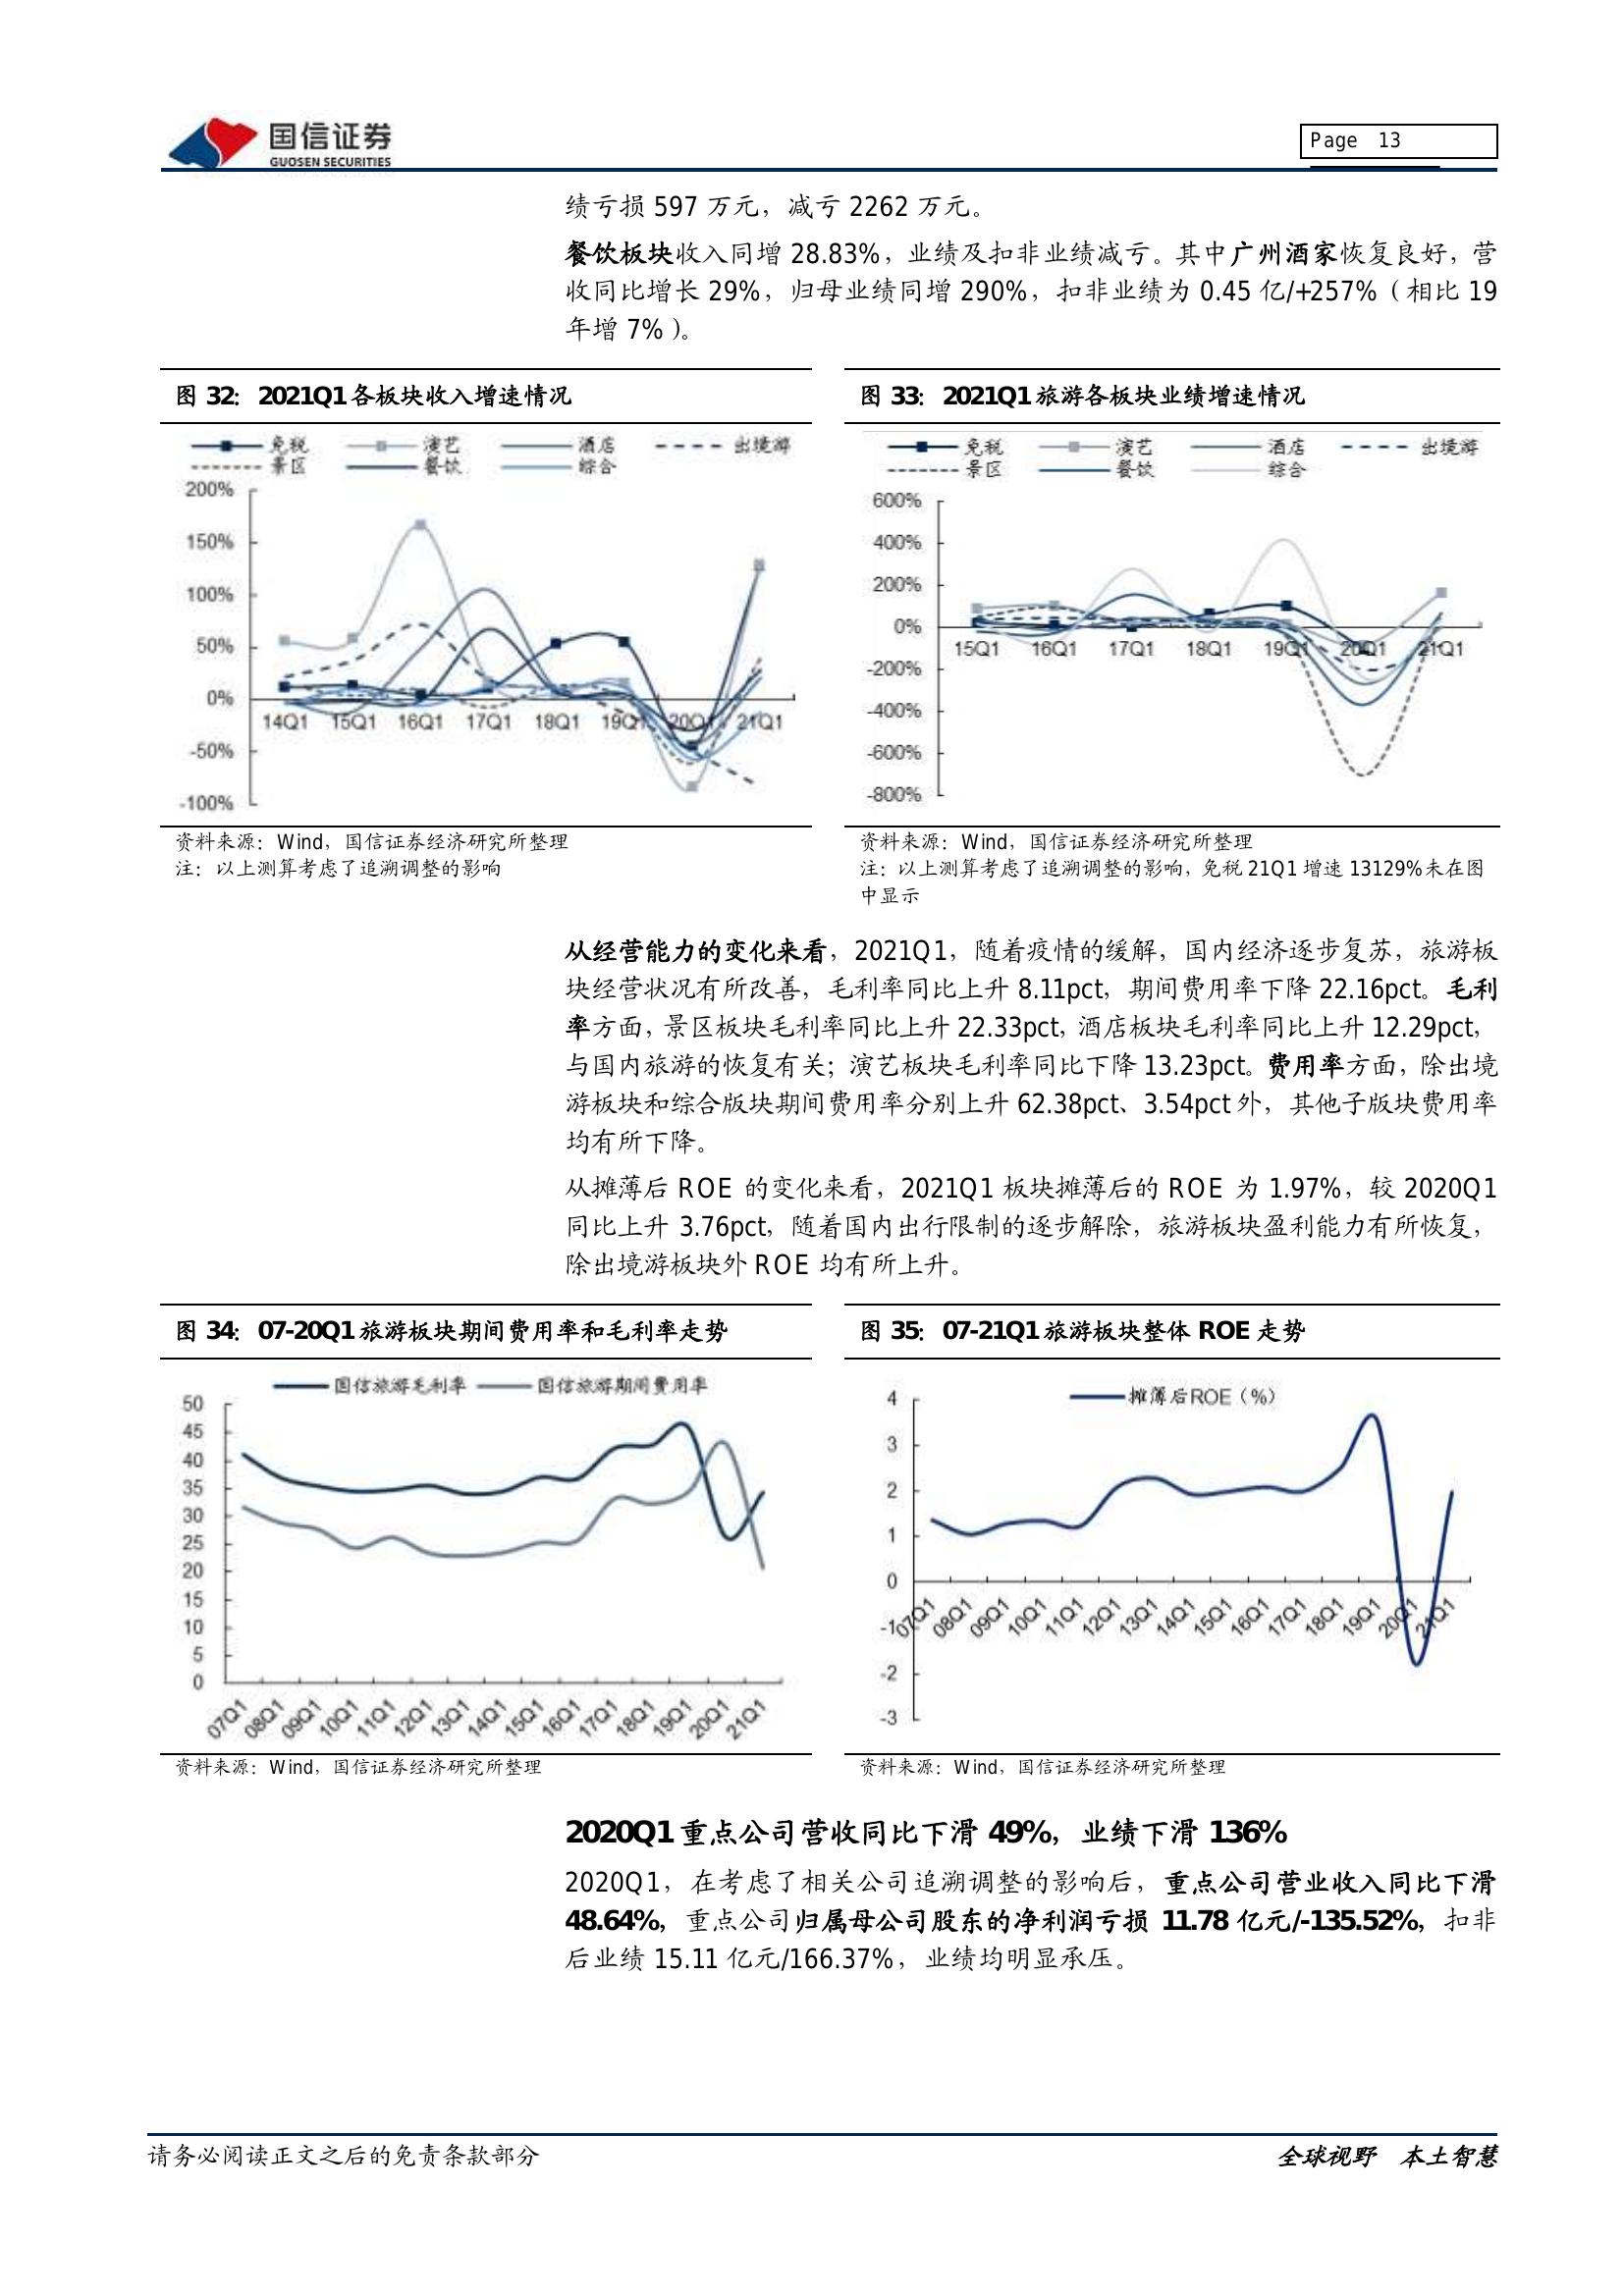 国信证券
GUOSEN SECURITIES
Page 13
绩亏损 597 万元，减亏 2262 万元。
餐饮板块收入同增 28.83%，业绩及扣非业绩减亏。其中广州酒家恢复良好，营
收同比增长 29%，归母业绩同增 290%，扣非业绩为 0.45 亿/+257%（相比 19
年增 7%）。
图 32：2021Q1 各板块收入增速情况
免税 演艺 酒店 出境游
景区 餐饮 综合
200%
150%
100%
50%
0%
-50%
-100%
14Q1 15Q1 16Q1 17Q1 18Q1 19Q1 20Q1 21Q1
资料来源：Wind，国信证券经济研究所整理
注：以上测算考虑了追溯调整的影响
图 33：2021Q1 旅游各板块业绩增速情况
免税 演艺 酒店 出境游
景区 餐饮 综合
600%
400%
200%
0%
-200%
-400%
-600%
-800%
15Q1 16Q1 17Q1 18Q1 19Q1 20Q1 21Q1
资料来源：Wind，国信证券经济研究所整理
注：以上测算考虑了追溯调整的影响，免税 21Q1 增速 13129%未在图
中显示
从经营能力的变化来看，2021Q1，随着疫情的缓解，国内经济逐步复苏，旅游板
块经营状况有所改善，毛利率同比上升 8.11pct，期间费用率下降 22.16pct。毛利
率方面，景区板块毛利率同比上升 22.33pct，酒店板块毛利率同比上升 12.29pct，
与国内旅游的恢复有关；演艺板块毛利率同比下降 13.23pct。费用率方面，除出境
游板块和综合版块期间费用率分别上升 62.38pct、3.54pct 外，其他子版块费用率
均有所下降。
从摊薄后 ROE 的变化来看，2021Q1 板块摊薄后的 ROE 为 1.97%，较 2020Q1
同比上升 3.76pct，随着国内出行限制的逐步解除，旅游板块盈利能力有所恢复，
除出境游板块外 ROE 均有所上升。
图 34：07-20Q1 旅游板块期间费用率和毛利率走势
国信旅游毛利率 国信旅游期间费用率
50
45
40
35
30
25
20
15
10
5
0
07Q1 08Q1 09Q1 10Q1 11Q1 12Q1 13Q1 14Q1 15Q1 16Q1 17Q1 18Q1 19Q1 20Q1 21Q1
资料来源：Wind，国信证券经济研究所整理
图 35：07-21Q1 旅游板块整体 ROE 走势
摊薄后ROE（%）
4
3
2
1
0
-1
-2
-3
07Q1 08Q1 09Q1 10Q1 11Q1 12Q1 13Q1 14Q1 15Q1 16Q1 17Q1 18Q1 19Q1 20Q1 21Q1
资料来源：Wind，国信证券经济研究所整理
2020Q1 重点公司营收同比下滑 49%，业绩下滑 136%
2020Q1，在考虑了相关公司追溯调整的影响后，重点公司营业收入同比下滑
48.64%，重点公司归属母公司股东的净利润亏损 11.78 亿元/-135.52%，扣非
后业绩 15.11 亿元/166.37%，业绩均明显承压。
请务必阅读正文之后的免责条款部分
全球视野 本土智慧